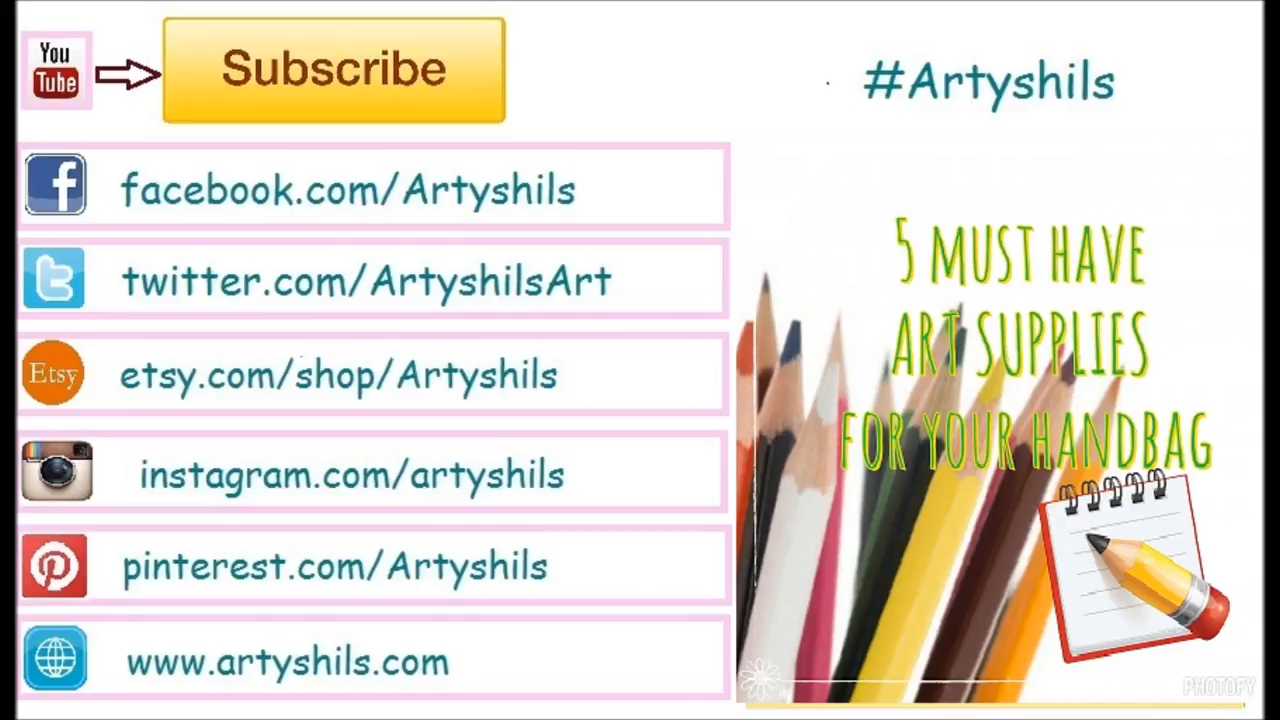 You
Tube
Subscribe
#Artyshils
facebook.com/Artyshils
twitter.com/ArtyshilsArt
Etsy
etsy.com/shop/Artyshils
instagram.com/artyshils
pinterest.com/Artyshils
www.artyshils.com
5 MUST HAVE
ART SUPPLIES
FOR YOUR HANDBAG
PHOTOFY